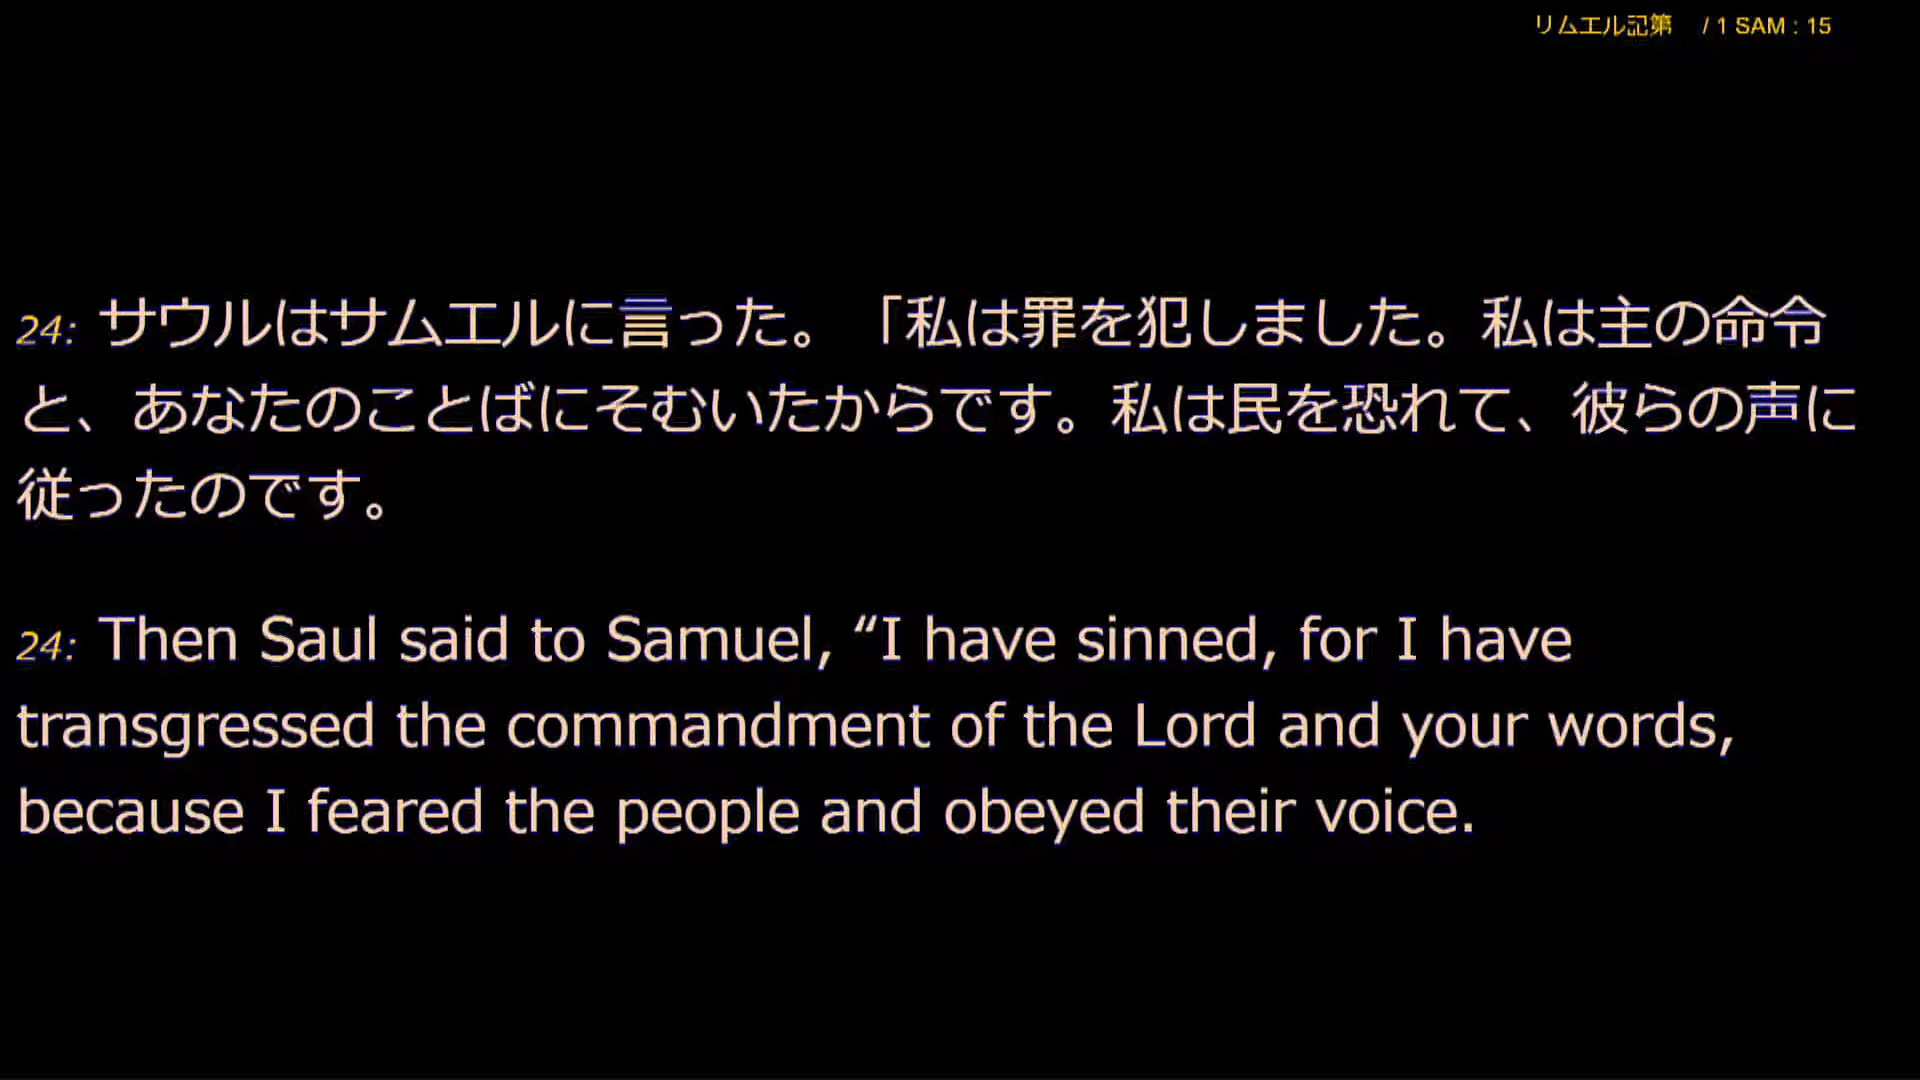 リムエル記第 / 1 SAM : 15
24: サウルはサムエルに言った。「私は罪を犯しました。私は主の命令
と、あなたのことばにそむいたからです。私は民を恐れて、彼らの声に
従ったのです。
24: Then Saul said to Samuel, “I have sinned, for I have
transgressed the commandment of the Lord and your words,
because I feared the people and obeyed their voice.